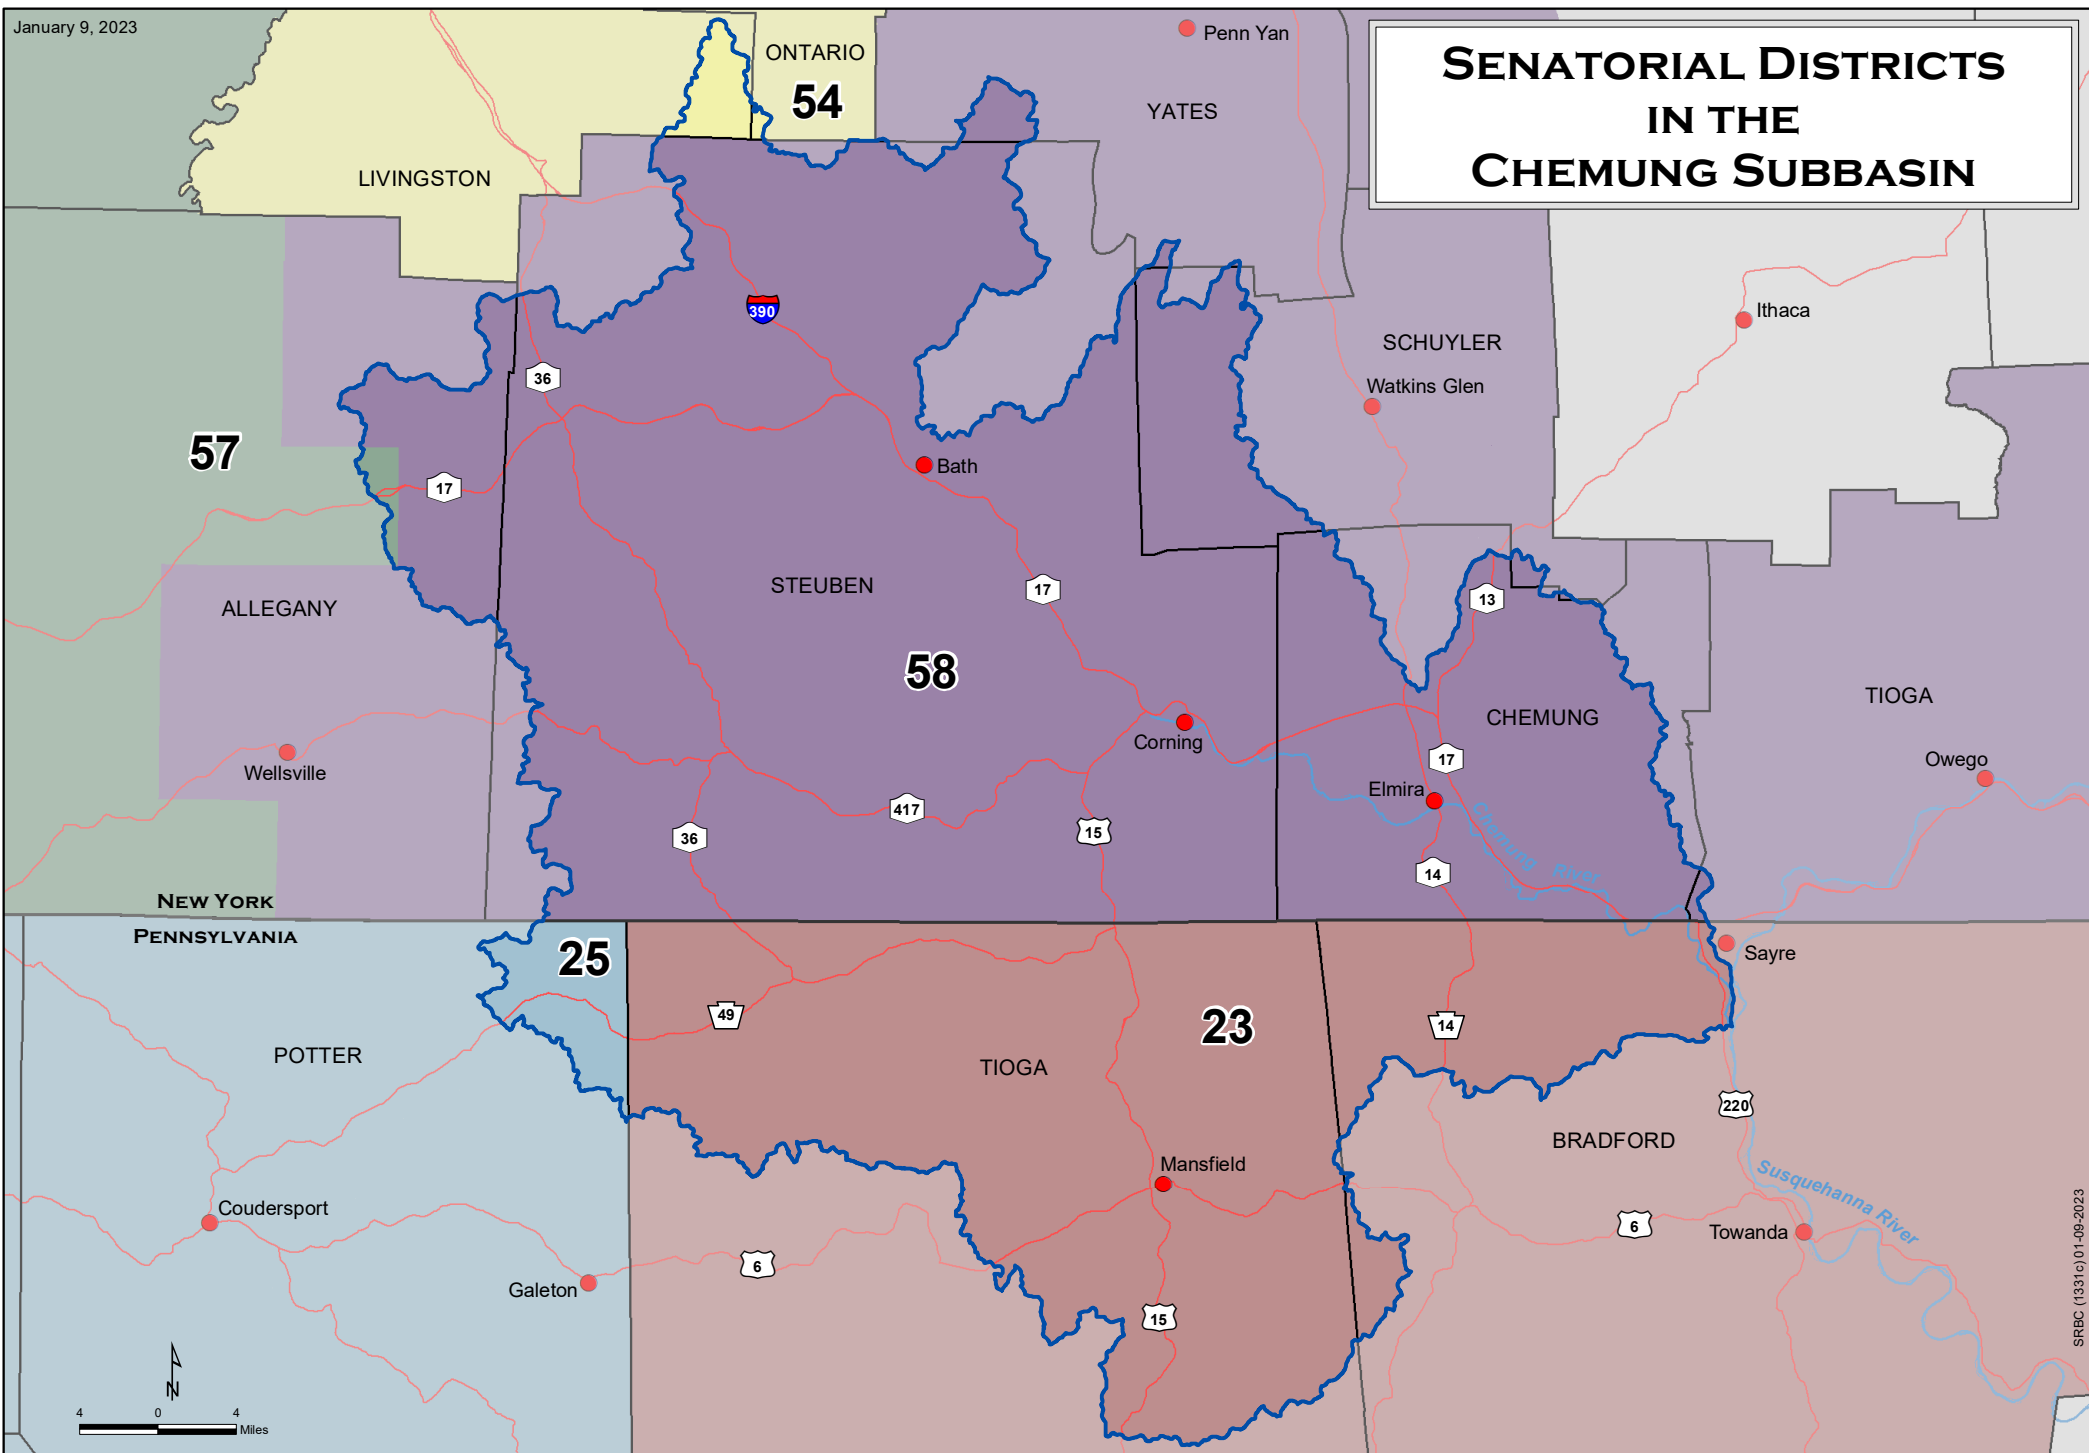 January 9, 2023
SENATORIAL DISTRICTS
IN THE
CHEMUNG SUBBASIN
Penn Yan
ONTARIO
54
YATES
LIVINGSTON
390
Ithaca
SCHUYLER
36
Watkins Glen
57
Bath
17
STEUBEN
17
13
ALLEGANY
58
TIOGA
CHEMUNG
Corning
17
Owego
Wellsville
Elmira
417
15
36
Chemung River
14
NEW YORK
PENNSYLVANIA
25
Sayre
49
23
14
POTTER
TIOGA
220
BRADFORD
Mansfield
Susquehanna River
Coudersport
6
Towanda
6
Galeton
15
N
4 0 4
Miles
SRBC (1331c) 01-09-2023